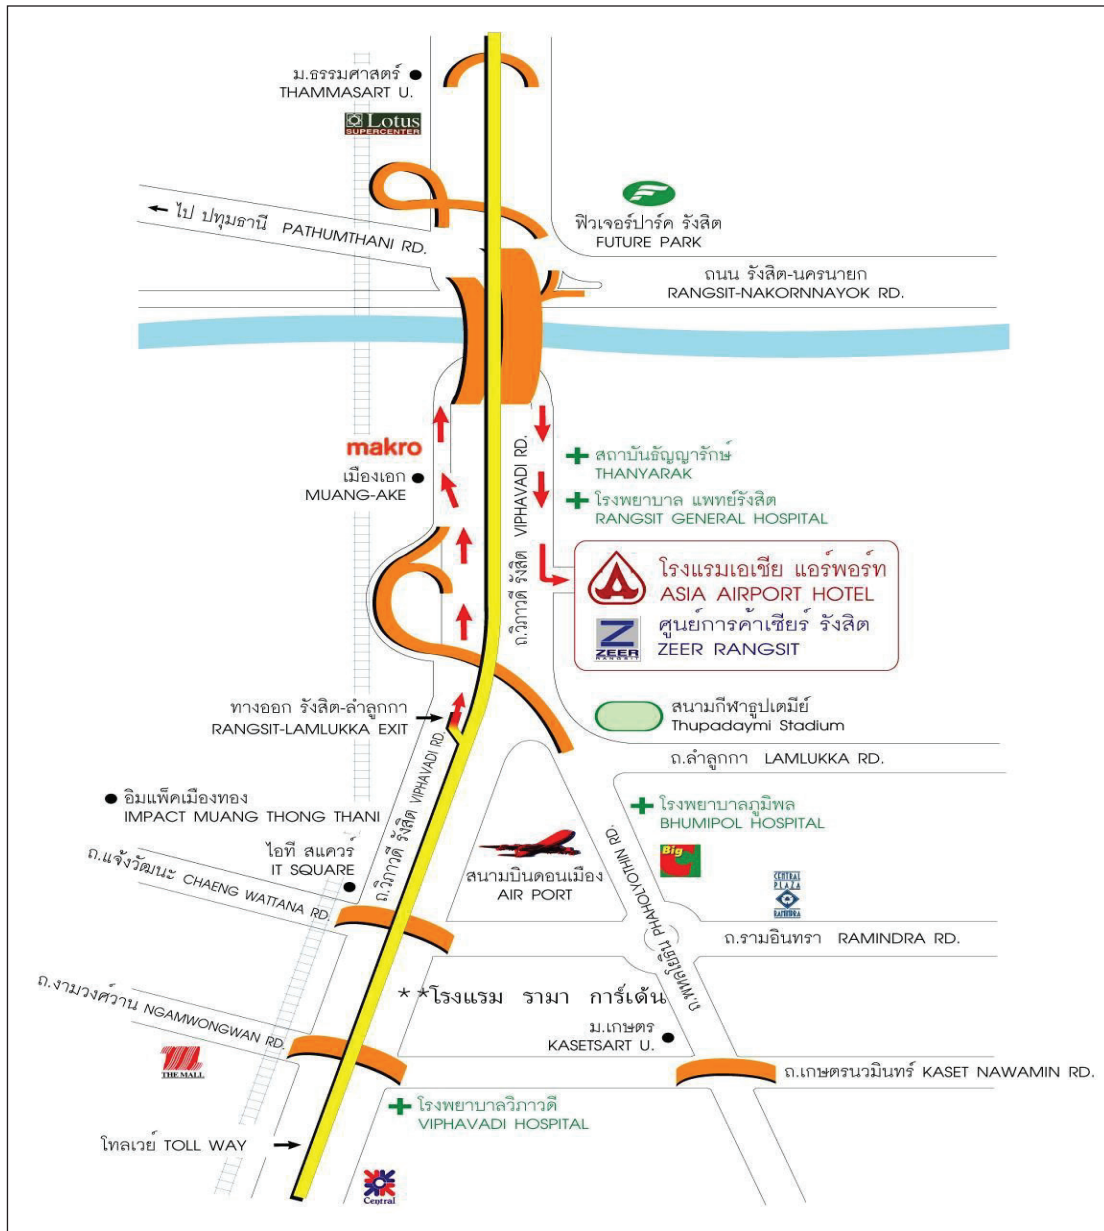 ม.ธรรมศาสตร์
THAMMASART U.
Lotus
SUPERCENTER
ฟิวเจอร์ปาร์ค รังสิต
FUTURE PARK
ไป ปทุมธานี PATHUMTHANI RD.
ถนน รังสิต-นครนายก
RANGSIT-NAKORNNAYOK RD.
makro
เมืองเอก
MUANG-AKE
ถ.วิภาวดี รังสิต VIPHAVADI RD.
สถาบันธัญญารักษ์
THANYARAK
โรงพยาบาล แพทย์รังสิต
RANGSIT GENERAL HOSPITAL
โรงแรมเอเชีย แอร์พอร์ท
ASIA AIRPORT HOTEL
Z
ZEER
RANGSIT
ศูนย์การค้าเซียร์ รังสิต
ZEER RANGSIT
ทางออก รังสิต-ลำลูกกา
RANGSIT-LAMLUKKA EXIT
สนามกีฬาธูปเตมีย์
Thupadaymi Stadium
ถ.ลำลูกกา LAMLUKKA RD.
ถ.วิภาวดี รังสิต VIPHAVADI RD.
อิมแพ็คเมืองทอง
IMPACT MUANG THONG THANI
โรงพยาบาลภูมิพล
BHUMIPOL HOSPITAL
Big
CENTRAL
PLAZA
RAMINDRA
ไอที สแควร์
IT SQUARE
ถ.แจ้งวัฒนะ CHAENG WATTANA RD.
สนามบินดอนเมือง
AIR PORT
ถ.พหลโยธิน PHAHOLYOTHIN RD.
ถ.รามอินทรา RAMINDRA RD.
**โรงแรม รามา การ์เด้น
ม.เกษตร
KASETSART U.
ถ.งามวงศ์วาน NGAMWONGWAN RD.
THE MALL
ถ.เกษตรนวมินทร์ KASET NAWAMIN RD.
โรงพยาบาลวิภาวดี
VIPHAVADI HOSPITAL
โทลเวย์ TOLL WAY
Central